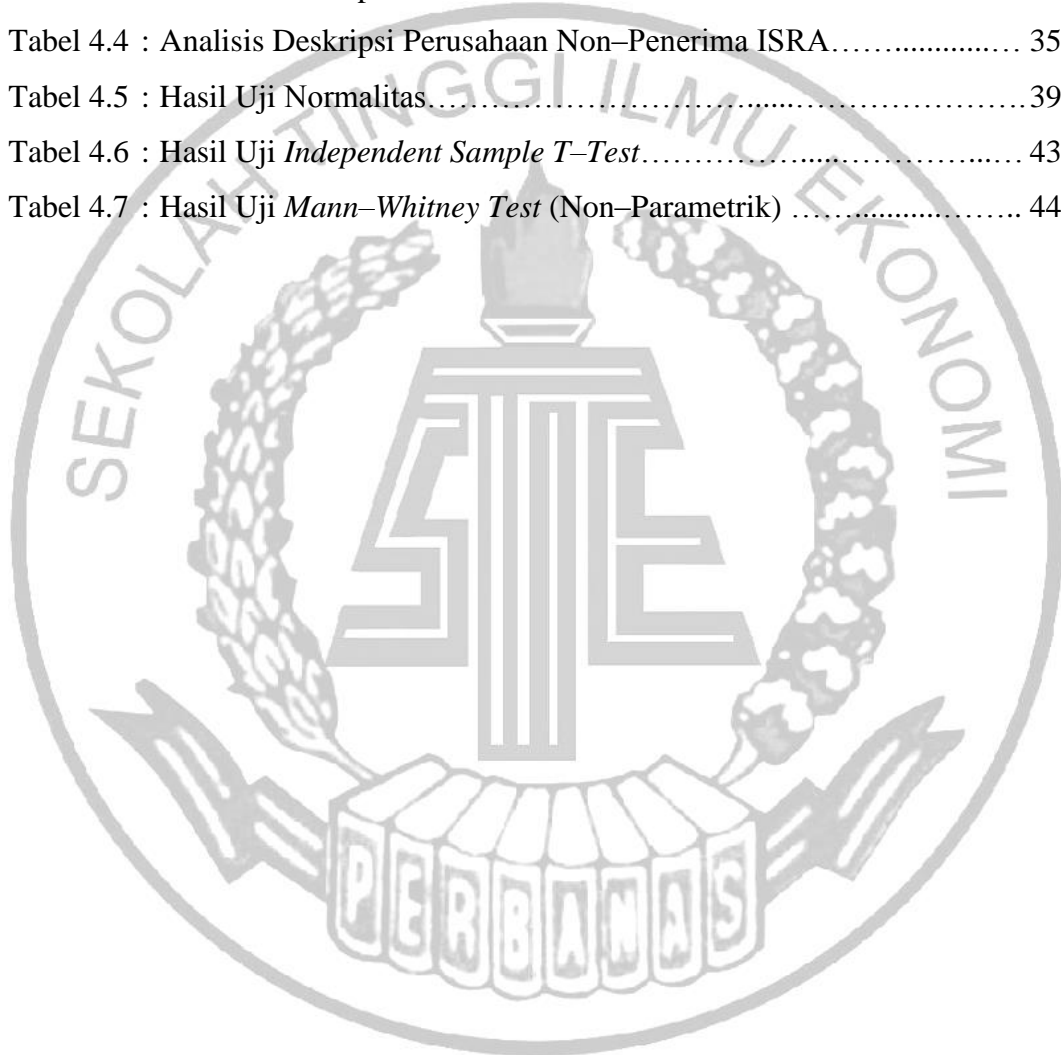 Tabel 4.4 : Analisis Deskripsi Perusahaan Non–Penerima ISRA……............… 35
Tabel 4.5 : Hasil Uji Normalitas……………………………......…………………… 39
Tabel 4.6 : Hasil Uji Independent Sample T–Test………………....……………...… 43
Tabel 4.7 : Hasil Uji Mann–Whitney Test (Non–Parametrik) ……...........…….. 44
SEKOLAH TINGGI ILMU EKONOMI
STIE
PERBANAS